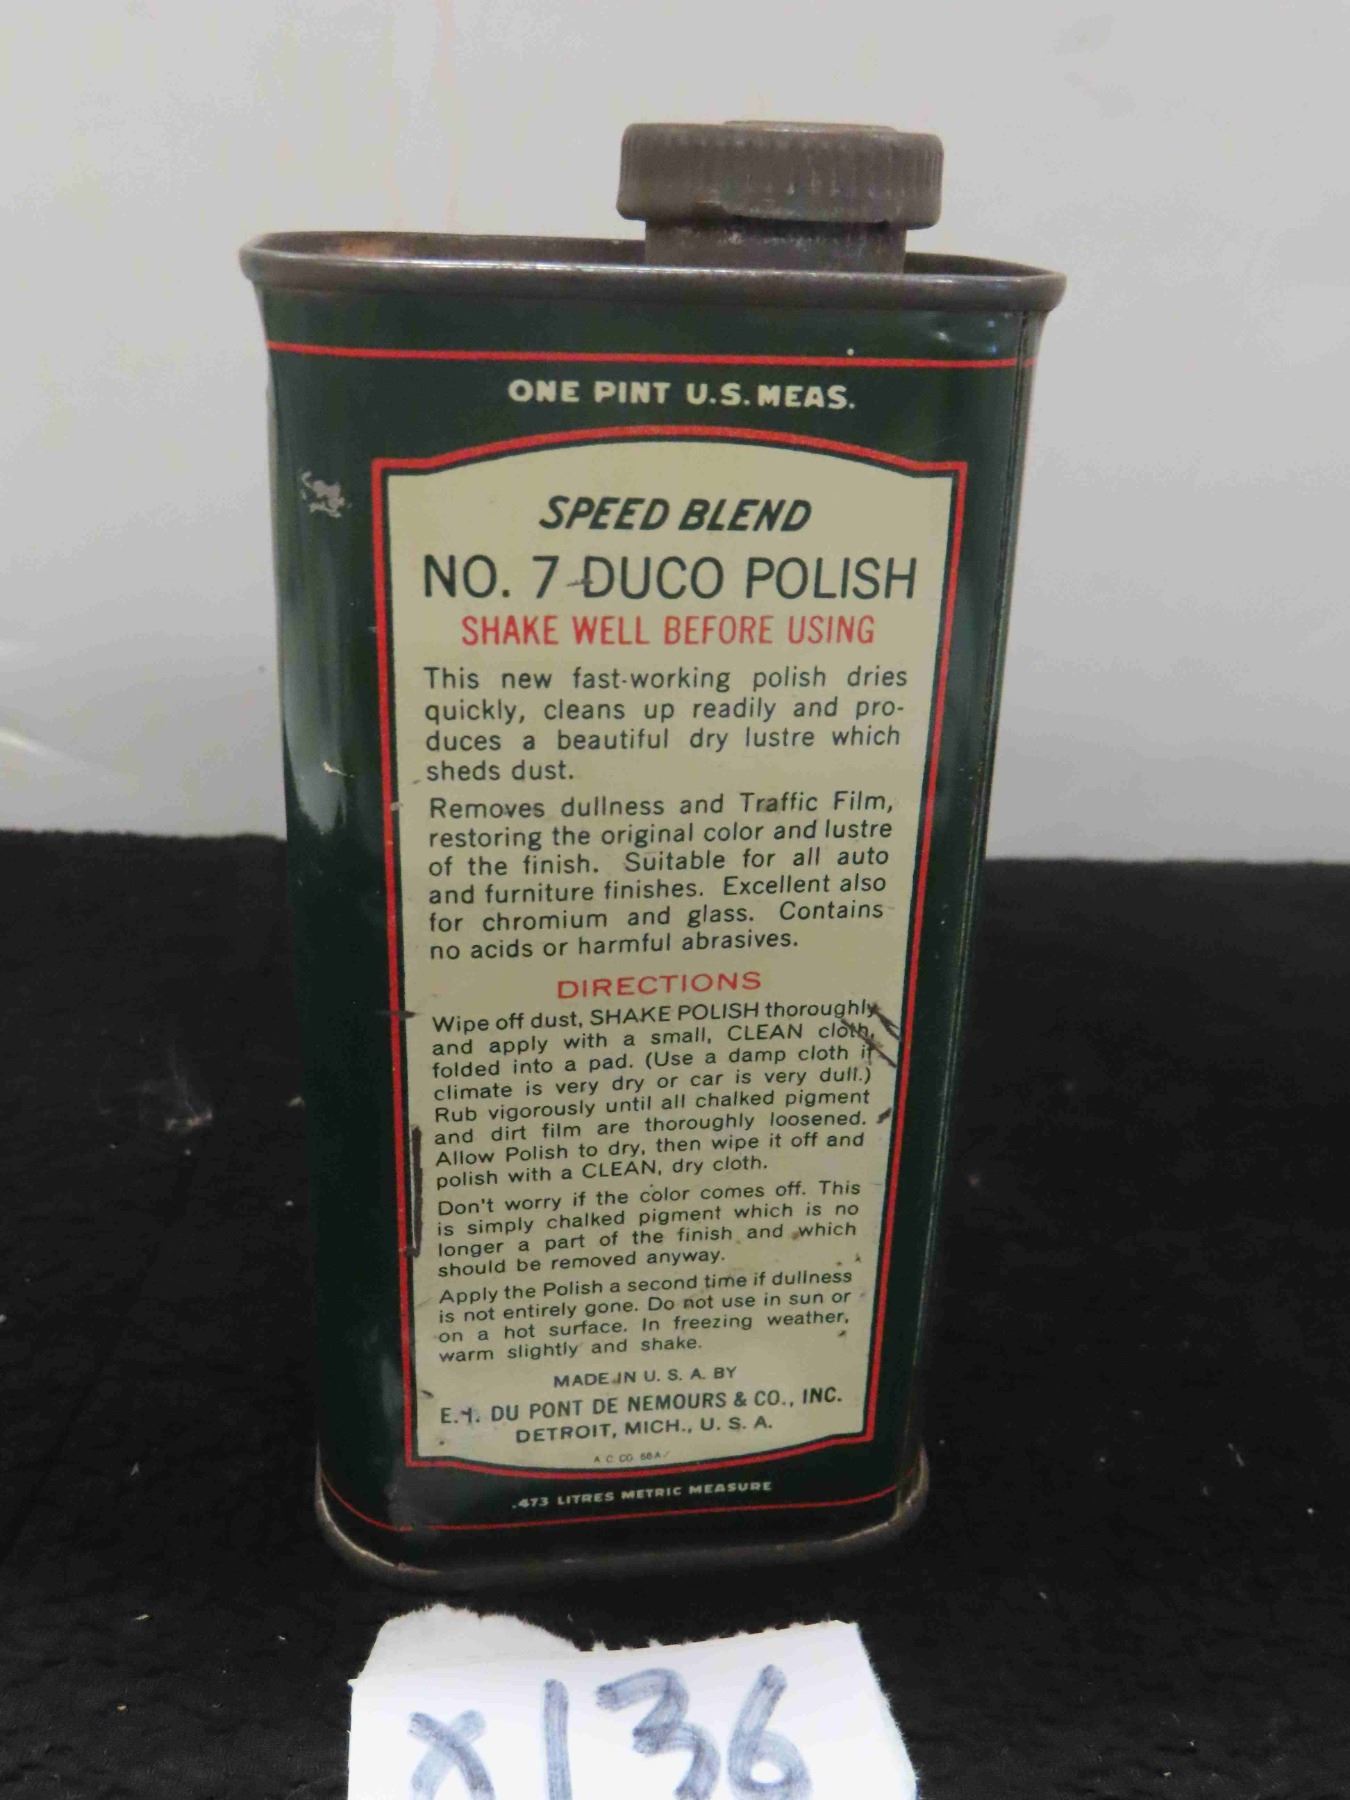 ONE PINT U.S. MEAS.
SPEED BLEND
NO. 7 DUCO POLISH
SHAKE WELL BEFORE USING
This new fast-working polish dries
quickly, cleans up readily and pro-
duces a beautiful dry lustre which
sheds dust.
Removes dullness and Traffic Film,
restoring the original color and lustre
of the finish. Suitable for all auto
and furniture finishes. Excellent also
for chromium and glass. Contains
no acids or harmful abrasives.
DIRECTIONS
Wipe off dust, SHAKE POLISH thoroughly
and apply with a small, CLEAN cloth,
folded into a pad. (Use a damp cloth if
climate is very dry or car is very dull.)
Rub vigorously until all chalked pigment
and dirt film are thoroughly loosened.
Allow Polish to dry, then wipe it off and
polish with a CLEAN, dry cloth.
Don't worry if the color comes off. This
is simply chalked pigment which is no
longer a part of the finish and which
should be removed anyway.
Apply the Polish a second time if dullness
is not entirely gone. Do not use in sun or
on a hot surface. In freezing weather,
warm slightly and shake.
MADE IN U. S. A. BY
E. I. DU PONT DE NEMOURS & CO., INC.
DETROIT, MICH., U. S. A.
A C CO 68A
.473 LITRES METRIC MEASURE
X136